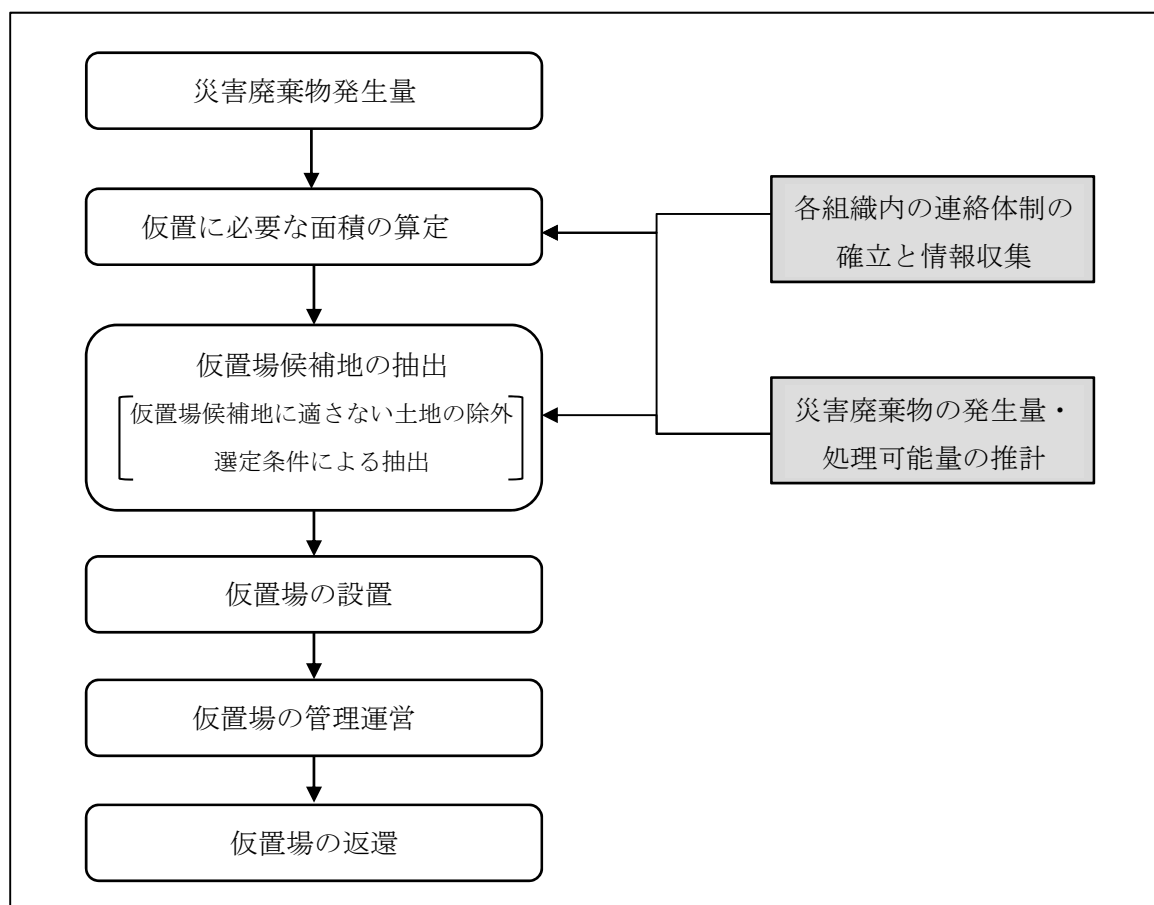 災害廃棄物発生量
仮置に必要な面積の算定
仮置場候補地の抽出
仮置場候補地に適さない土地の除外
選定条件による抽出
仮置場の設置
仮置場の管理運営
仮置場の返還
各組織内の連絡体制の
確立と情報収集
災害廃棄物の発生量・
処理可能量の推計